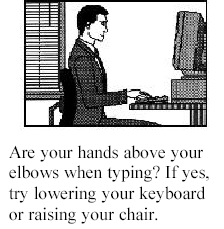 Are your hands above your
elbows when typing? If yes,
try lowering your keyboard
or raising your chair.